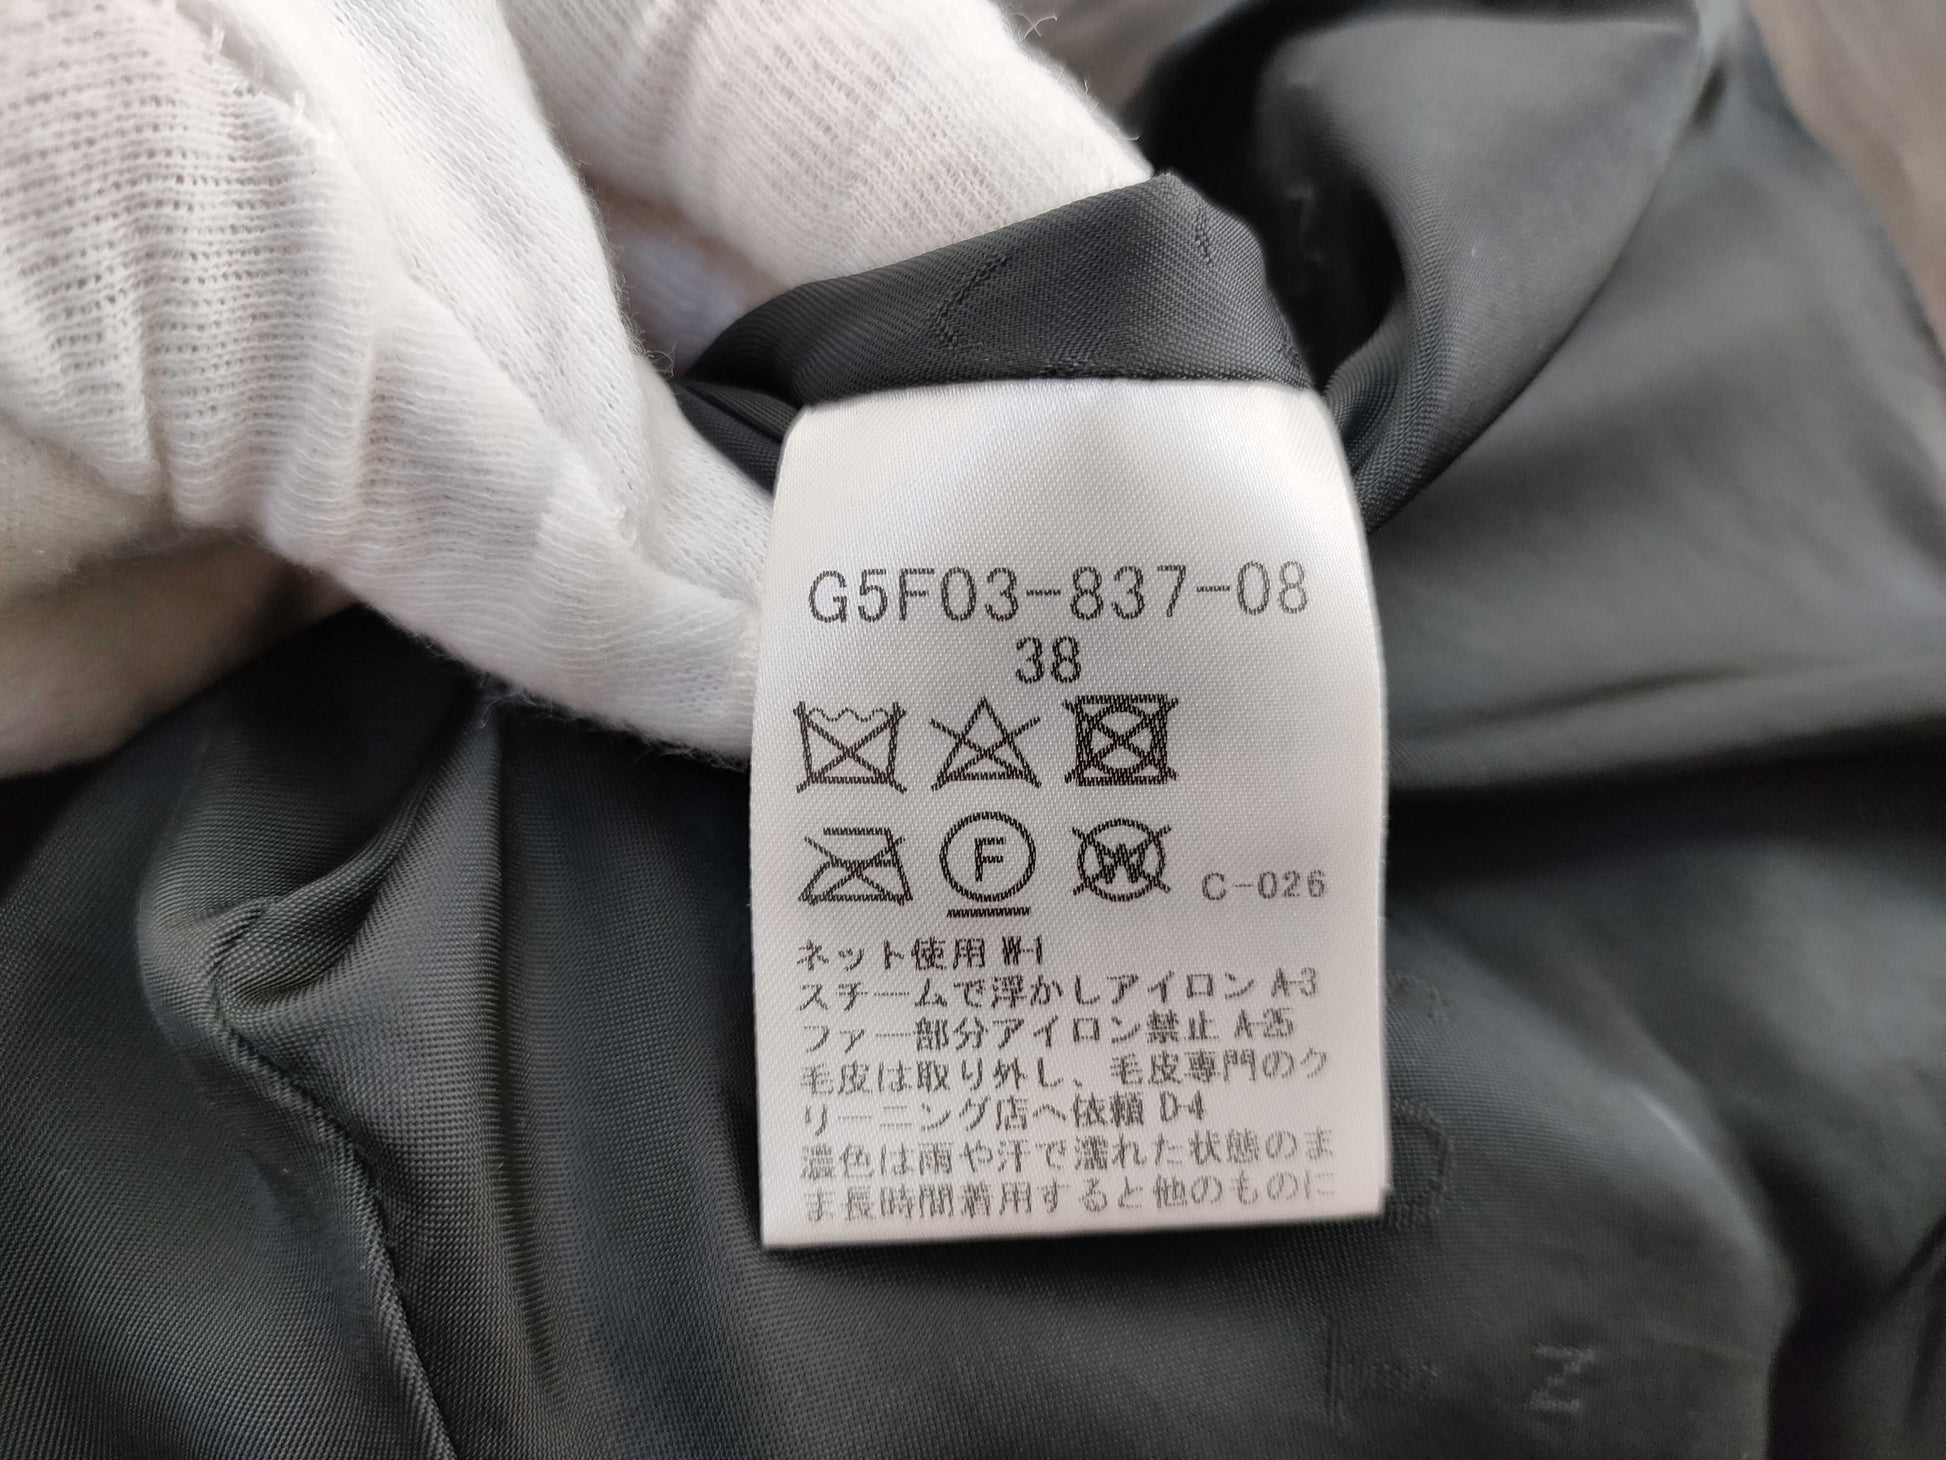 G5F03-837-08
38
F W C-026
ネット使用 W-1
スチームで浮かしアイロン A-3
ファー部分アイロン禁止 A-25
毛皮は取り外し、毛皮専門のク
リーニング店へ依頼 D-4
濃色は雨や汗で濡れた状態のま
ま長時間着用すると他のものに